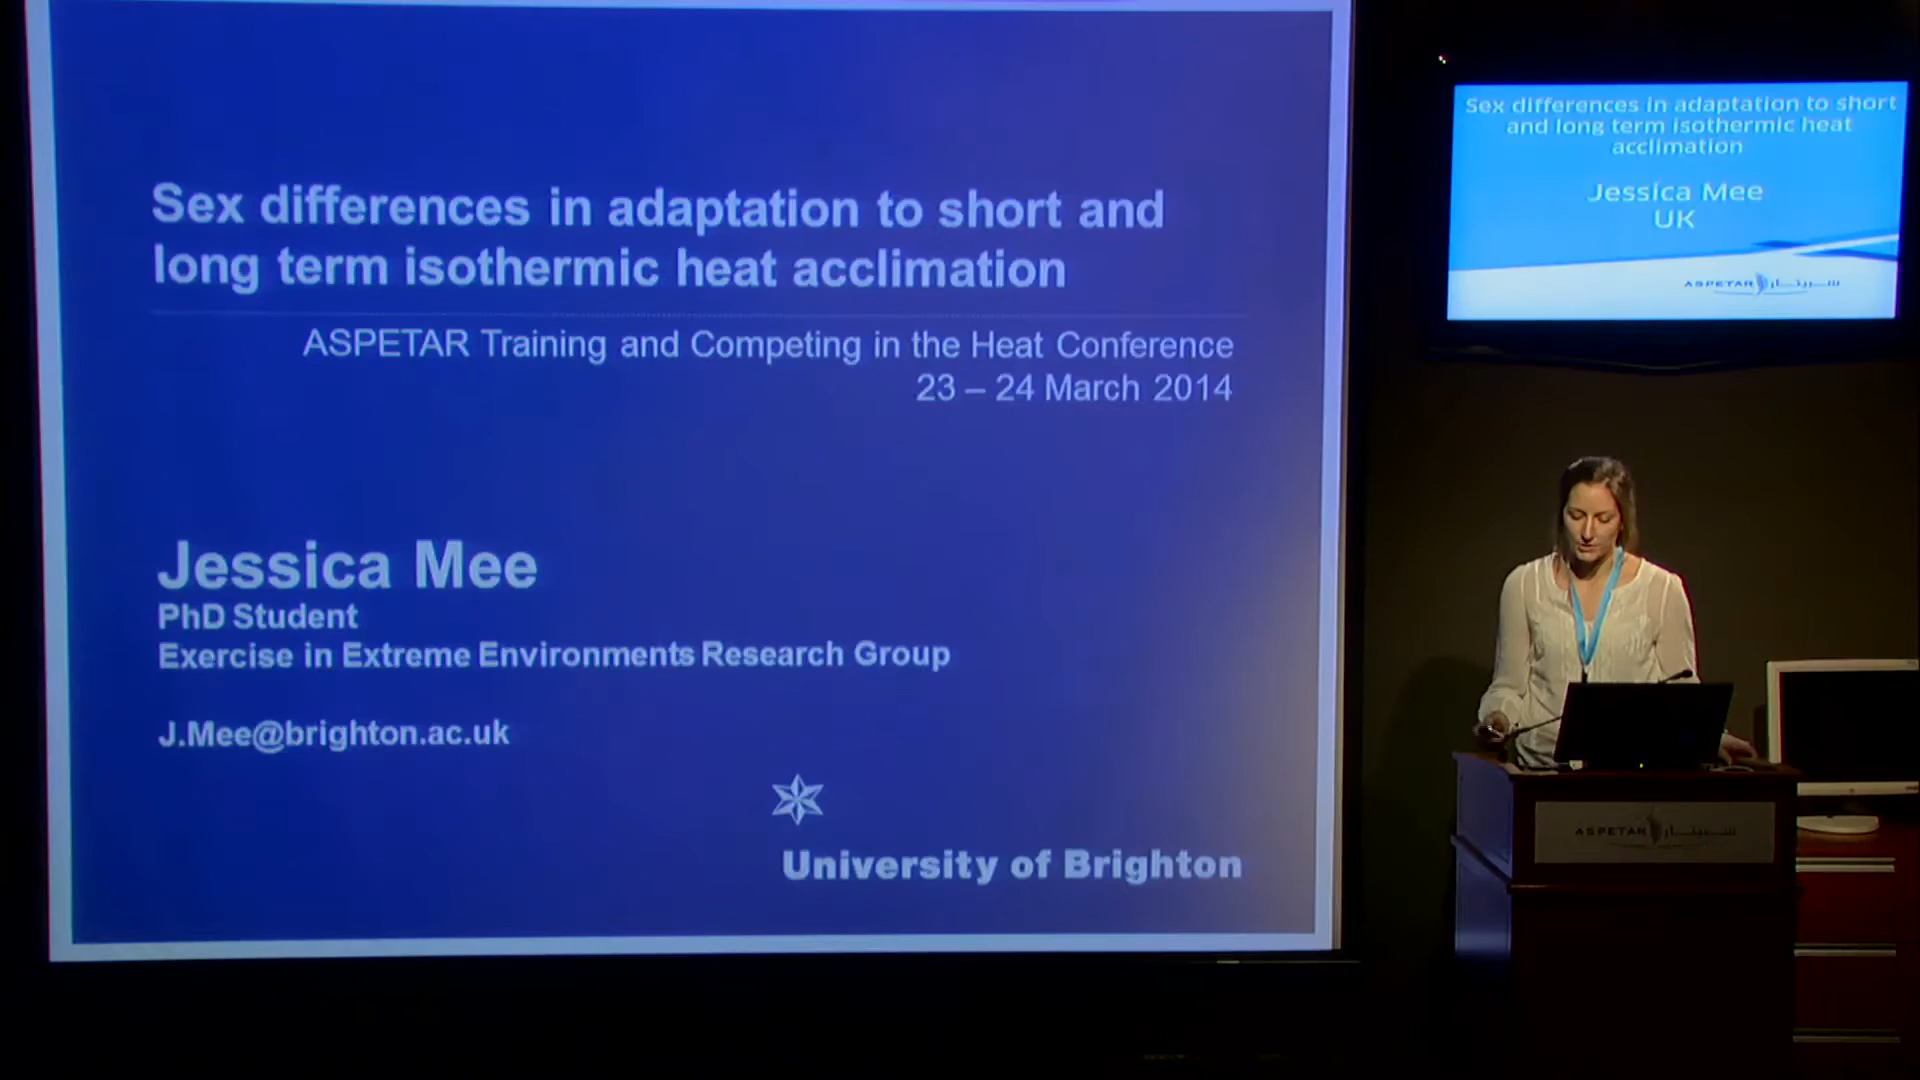 Sex differences in adaptation to short and
long term isothermic heat acclimation
ASPETAR Training and Competing in the Heat Conference
23 – 24 March 2014
Jessica Mee
PhD Student
Exercise in Extreme Environments Research Group
J.Mee@brighton.ac.uk
University of Brighton
Sex differences in adaptation to short
and long term isothermic heat
acclimation
Jessica Mee
UK
ASPETAR سبيتار
ASPETAR سبيتار